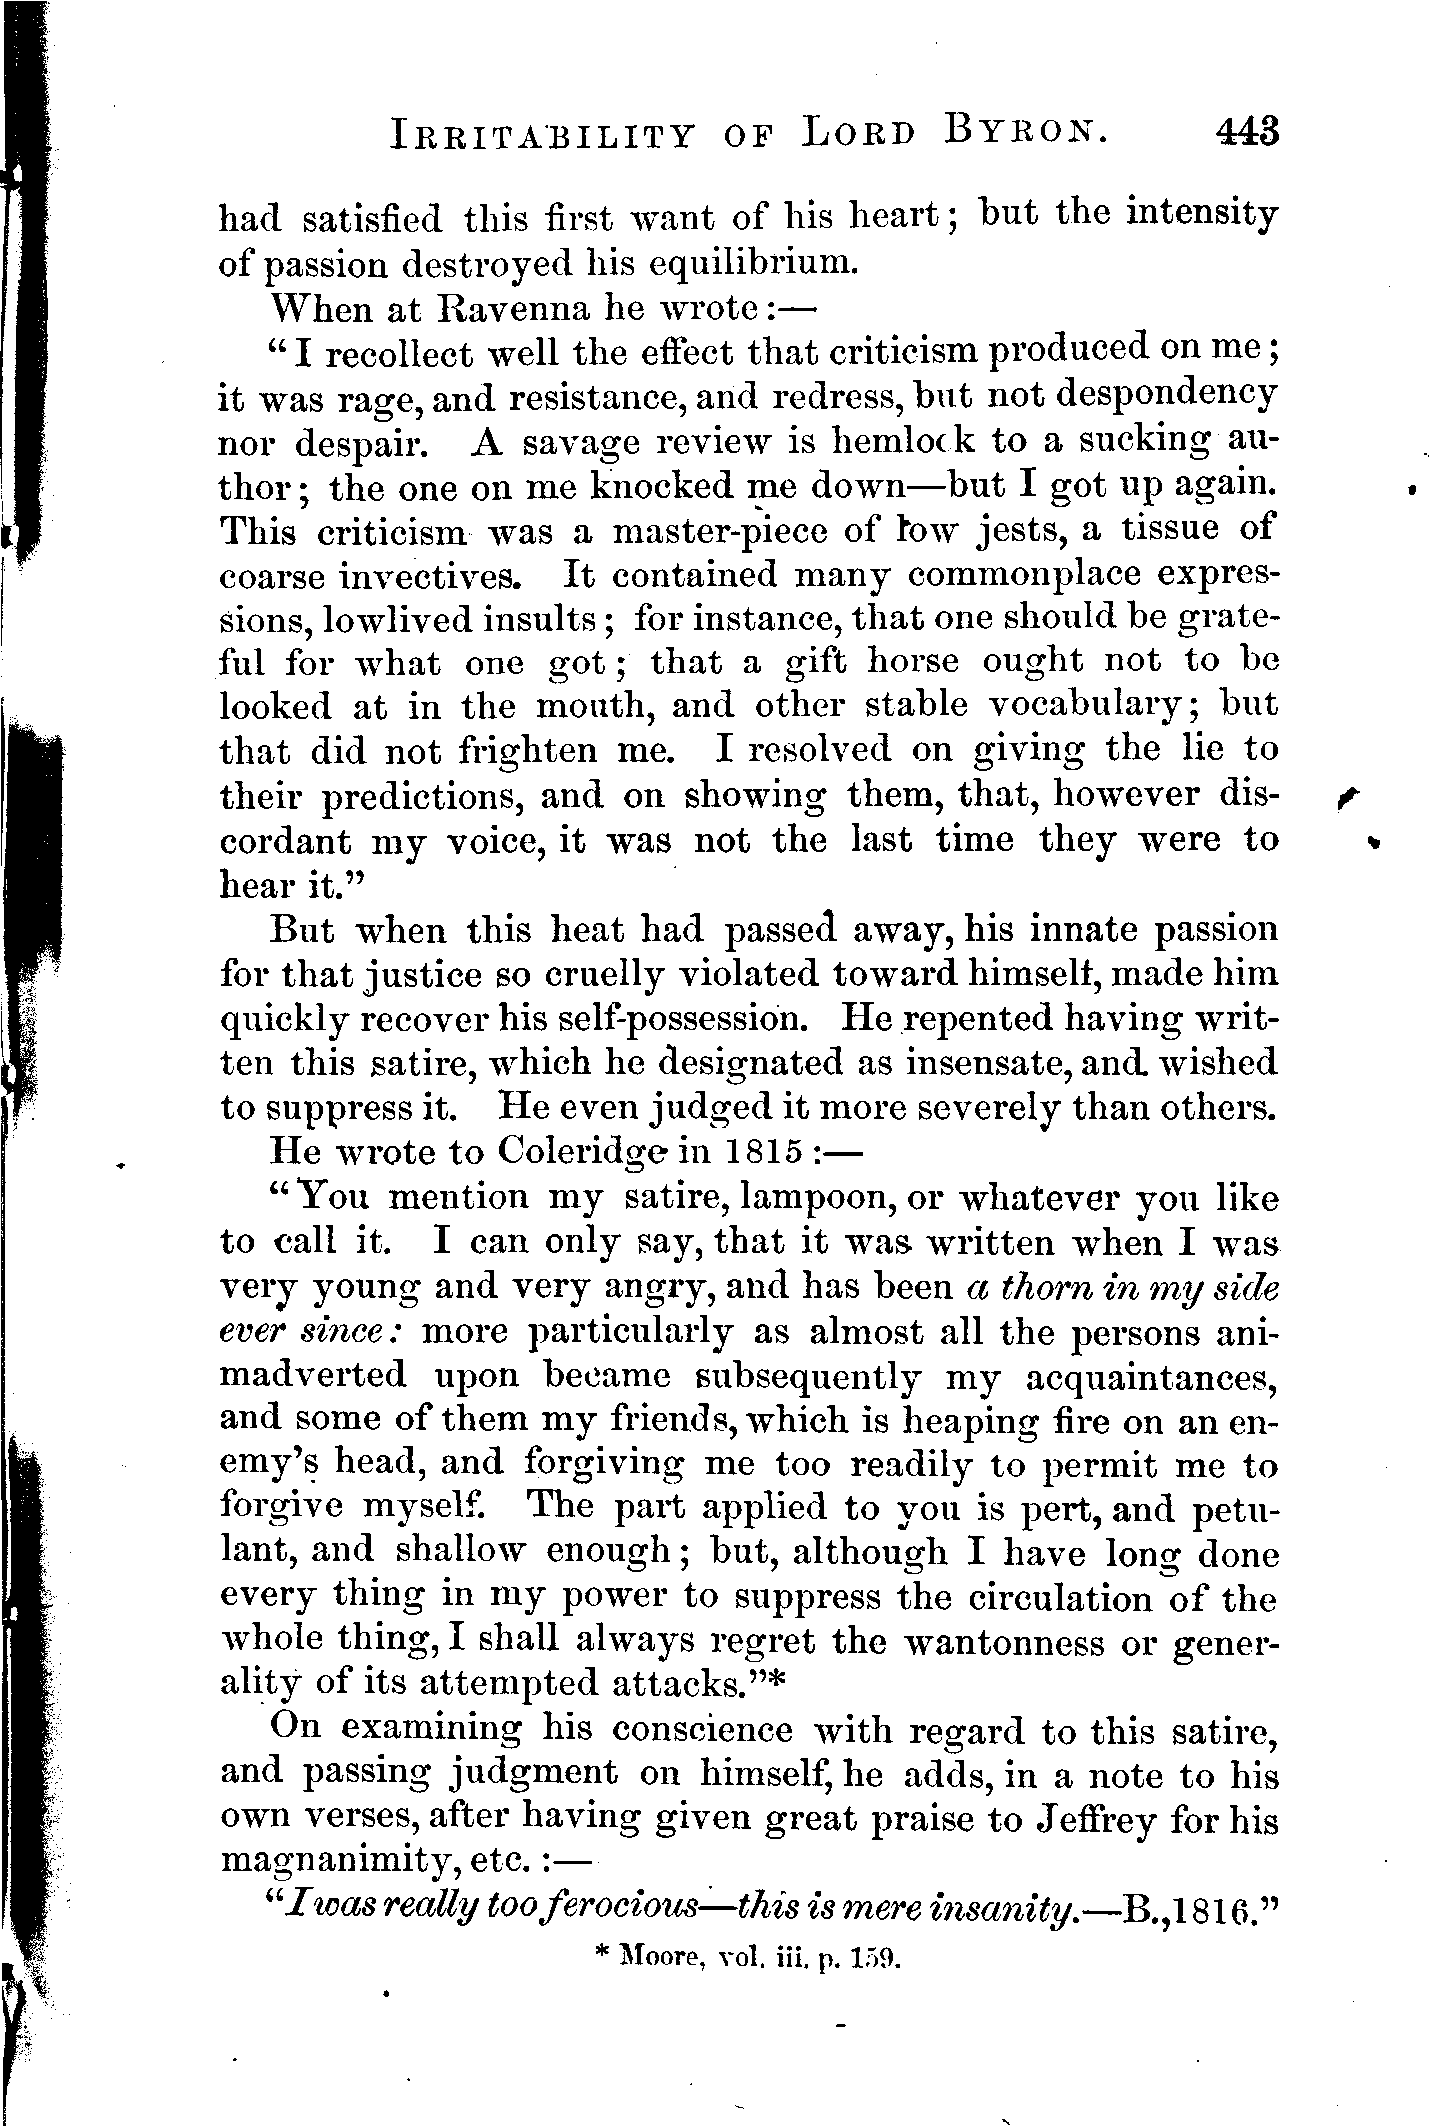 IRRITABILITY OF LORD BYRON. 443
had satisfied this first want of his heart; but the intensity
of passion destroyed his equilibrium.
When at Ravenna he wrote:—
"I recollect well the effect that criticism produced on me;
it was rage, and resistance, and redress, but not despondency
nor despair. A savage review is hemlock to a sucking au-
thor; the one on me knocked me down—but I got up again.
This criticism was a master-piece of low jests, a tissue of
coarse invectives. It contained many commonplace expres-
sions, lowlived insults; for instance, that one should be grate-
ful for what one got; that a gift horse ought not to be
looked at in the mouth, and other stable vocabulary; but
that did not frighten me. I resolved on giving the lie to
their predictions, and on showing them, that, however dis-
cordant my voice, it was not the last time they were to
hear it."
But when this heat had passed away, his innate passion
for that justice so cruelly violated toward himself, made him
quickly recover his self-possession. He repented having writ-
ten this satire, which he designated as insensate, and wished
to suppress it. He even judged it more severely than others.
He wrote to Coleridge in 1815:—
"You mention my satire, lampoon, or whatever you like
to call it. I can only say, that it was written when I was
very young and very angry, and has been a thorn in my side
ever since: more particularly as almost all the persons ani-
madverted upon became subsequently my acquaintances,
and some of them my friends, which is heaping fire on an en-
emy's head, and forgiving me too readily to permit me to
forgive myself. The part applied to you is pert, and petu-
lant, and shallow enough; but, although I have long done
every thing in my power to suppress the circulation of the
whole thing, I shall always regret the wantonness or gener-
ality of its attempted attacks."*
On examining his conscience with regard to this satire,
and passing judgment on himself, he adds, in a note to his
own verses, after having given great praise to Jeffrey for his
magnanimity, etc.:—
"I was really too ferocious—this is mere insanity.—B., 1816."
* Moore, vol. iii. p. 159.